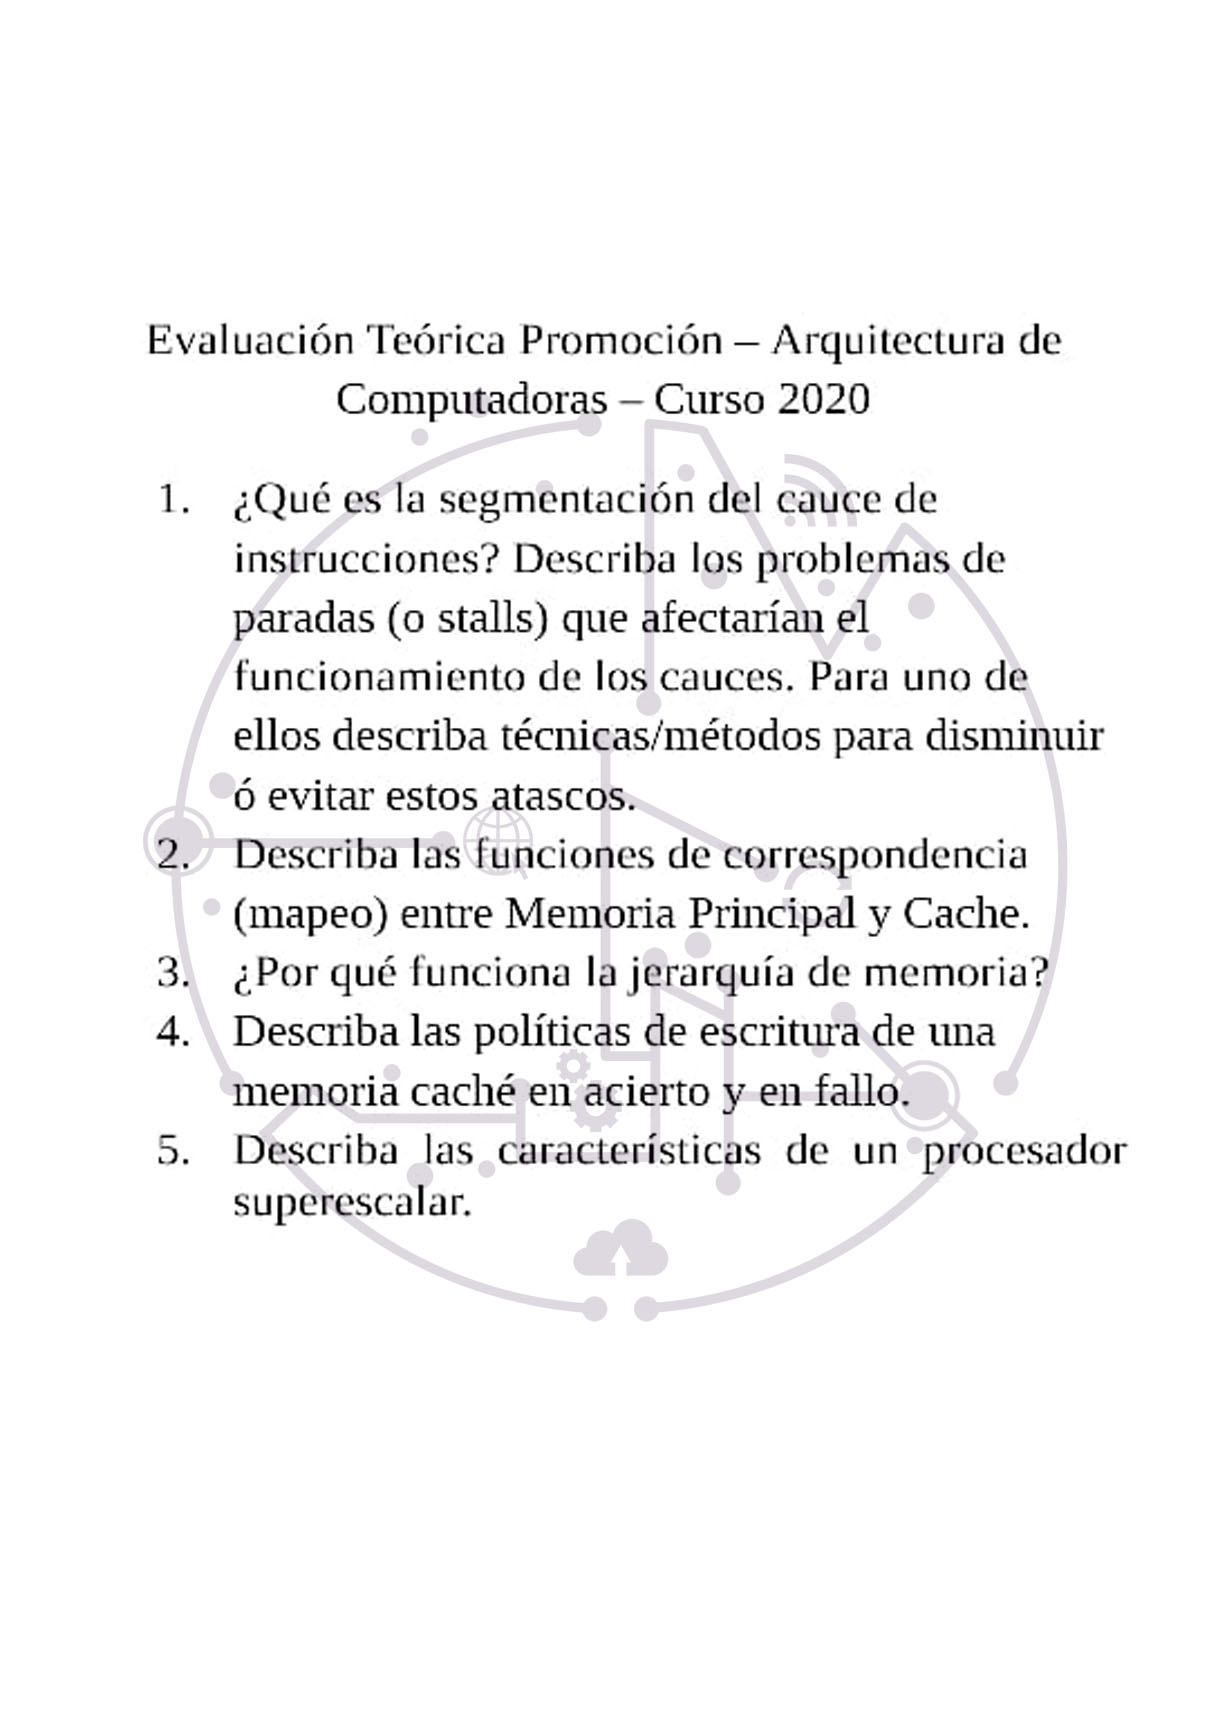 Evaluación Teórica Promoción – Arquitectura de
Computadoras – Curso 2020
1. ¿Qué es la segmentación del cauce de
instrucciones? Describa los problemas de
paradas (o stalls) que afectarían el
funcionamiento de los cauces. Para uno de
ellos describa técnicas/métodos para disminuir
ó evitar estos atascos.
2. Describa las funciones de correspondencia
(mapeo) entre Memoria Principal y Cache.
3. ¿Por qué funciona la jerarquía de memoria?
4. Describa las políticas de escritura de una
memoria caché en acierto y en fallo.
5. Describa las características de un procesador
superescalar.